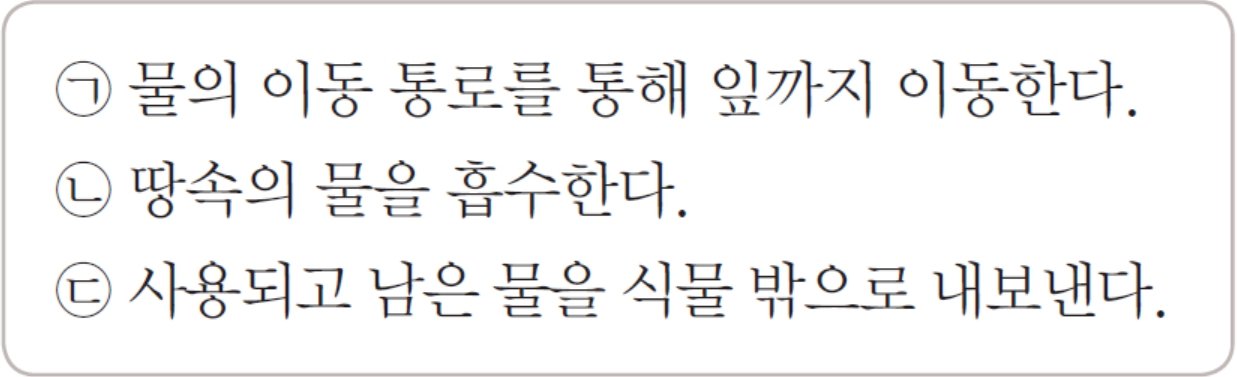 ㉠ 물의 이동 통로를 통해 잎까지 이동한다.
㉡ 땅속의 물을 흡수한다.
㉢ 사용되고 남은 물을 식물 밖으로 내보낸다.